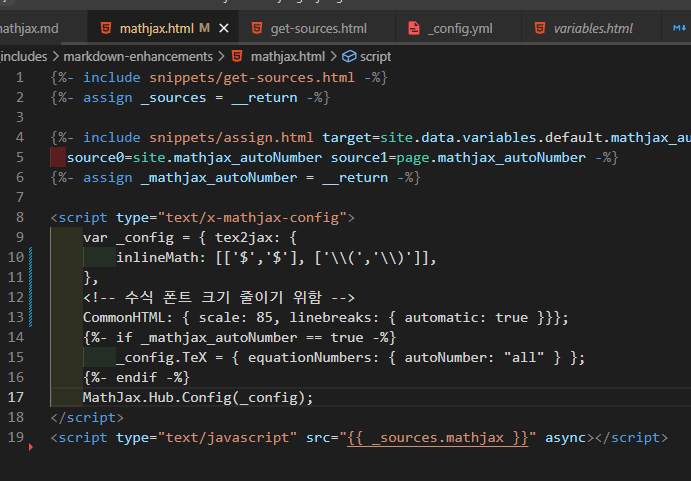 mathjax.md mathjax.html M × get-sources.html _config.yml variables.html
_includes > markdown-enhancements > mathjax.html > script
1 {%- include snippets/get-sources.html -%}
2 {%- assign _sources = __return -%}
3
4 {%- include snippets/assign.html target=site.data.variables.default.mathjax_au
5 source0=site.mathjax_autoNumber source1=page.mathjax_autoNumber -%}
6 {%- assign _mathjax_autoNumber = __return -%}
7
8 <script type="text/x-mathjax-config">
9 var _config = { tex2jax: {
10 inlineMath: [['$','$'], ['\\(','\\)']],
11 },
12 <!-- 수식 폰트 크기 줄이기 위함 -->
13 CommonHTML: { scale: 85, linebreaks: { automatic: true }}};
14 {%- if _mathjax_autoNumber == true -%}
15 _config.TeX = { equationNumbers: { autoNumber: "all" } };
16 {%- endif -%}
17 MathJax.Hub.Config(_config);
18 </script>
19 <script type="text/javascript" src="{{ _sources.mathjax }}" async></script>